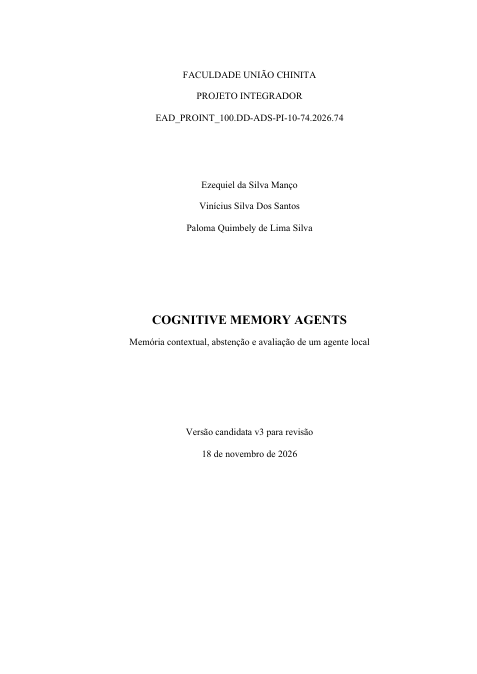 FACULDADE UNIÃO CHINITA
PROJETO INTEGRADOR
EAD_PROINT_100.DD-ADS-PI-10-74.2026.74
Ezequiel da Silva Manço
Vinícius Silva Dos Santos
Paloma Quimbely de Lima Silva
COGNITIVE MEMORY AGENTS
Memória contextual, abstenção e avaliação de um agente local
Versão candidata v3 para revisão
18 de novembro de 2026